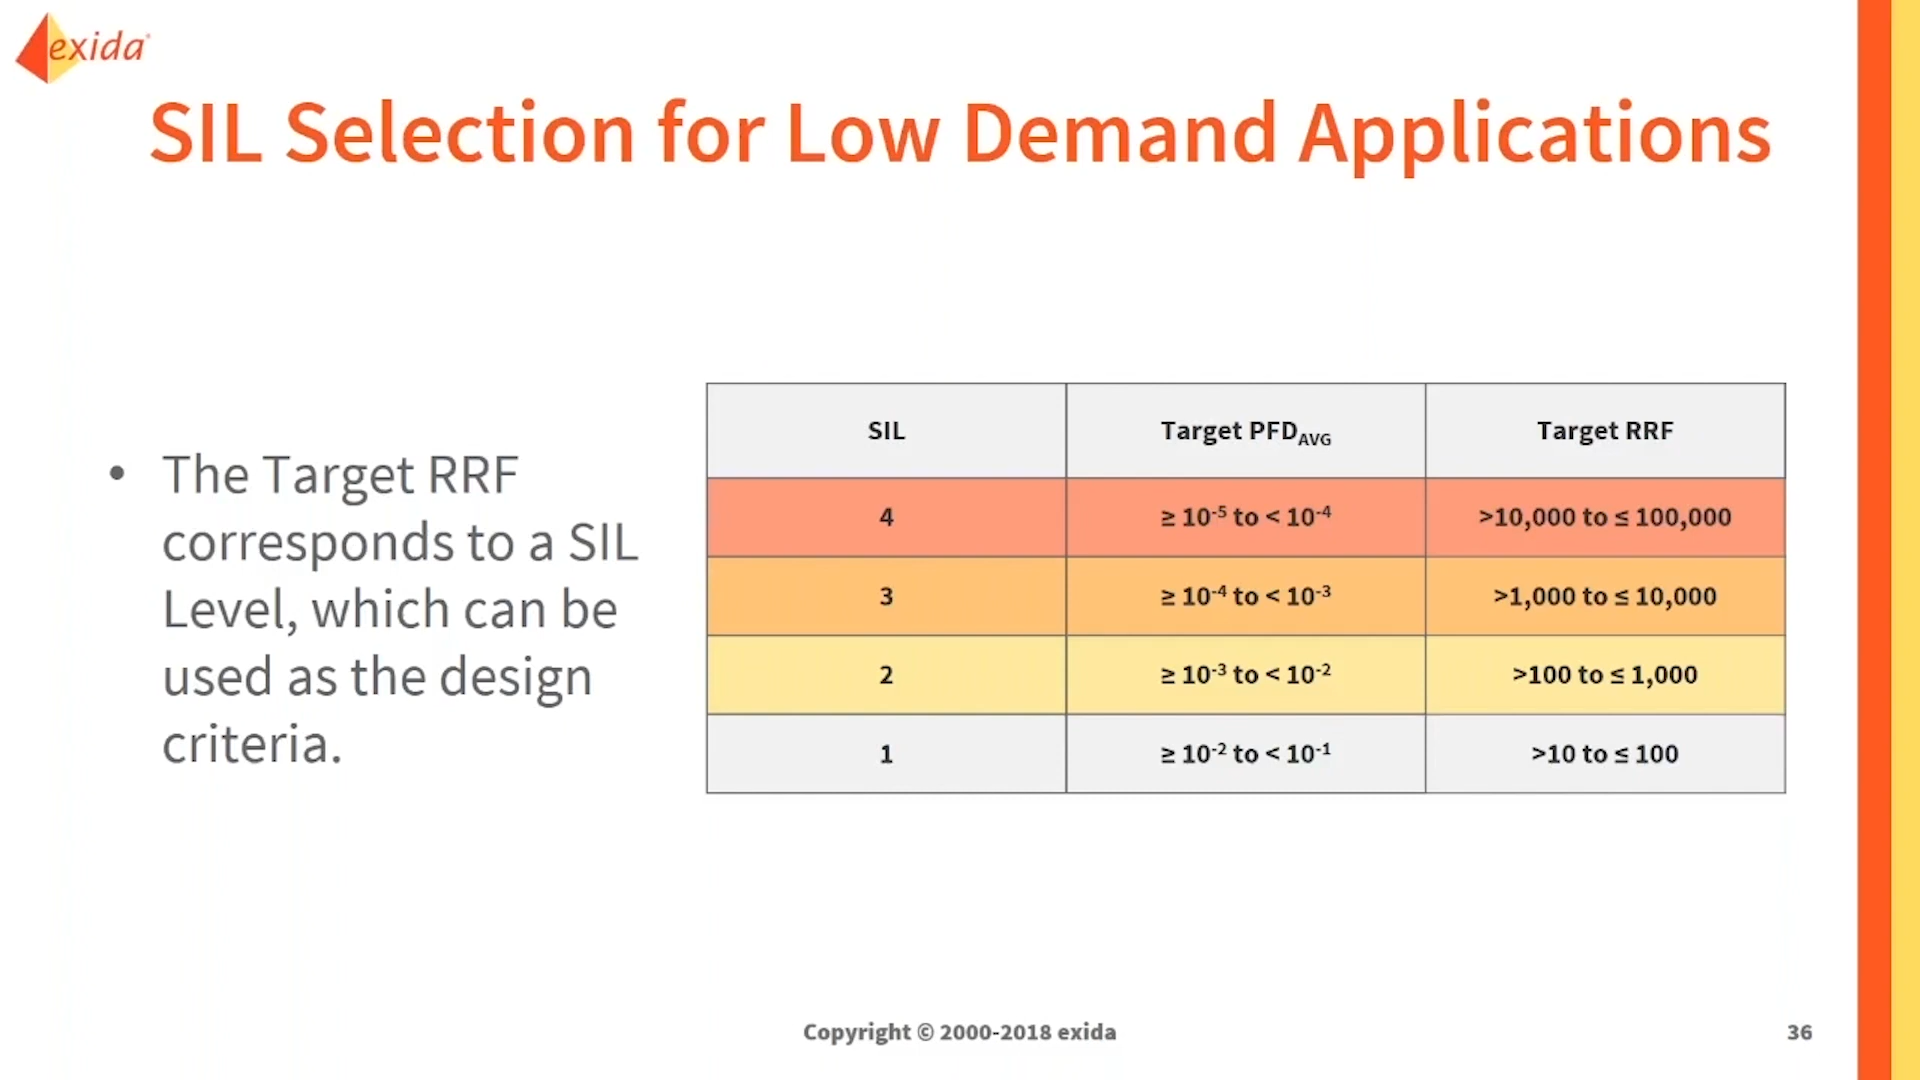 exida
SIL Selection for Low Demand Applications
• The Target RRF
corresponds to a SIL
Level, which can be
used as the design
criteria.
SIL Target PFD_AVG Target RRF
4 ≥ 10⁻⁵ to < 10⁻⁴ >10,000 to ≤ 100,000
3 ≥ 10⁻⁴ to < 10⁻³ >1,000 to ≤ 10,000
2 ≥ 10⁻³ to < 10⁻² >100 to ≤ 1,000
1 ≥ 10⁻² to < 10⁻¹ >10 to ≤ 100
Copyright © 2000-2018 exida
36